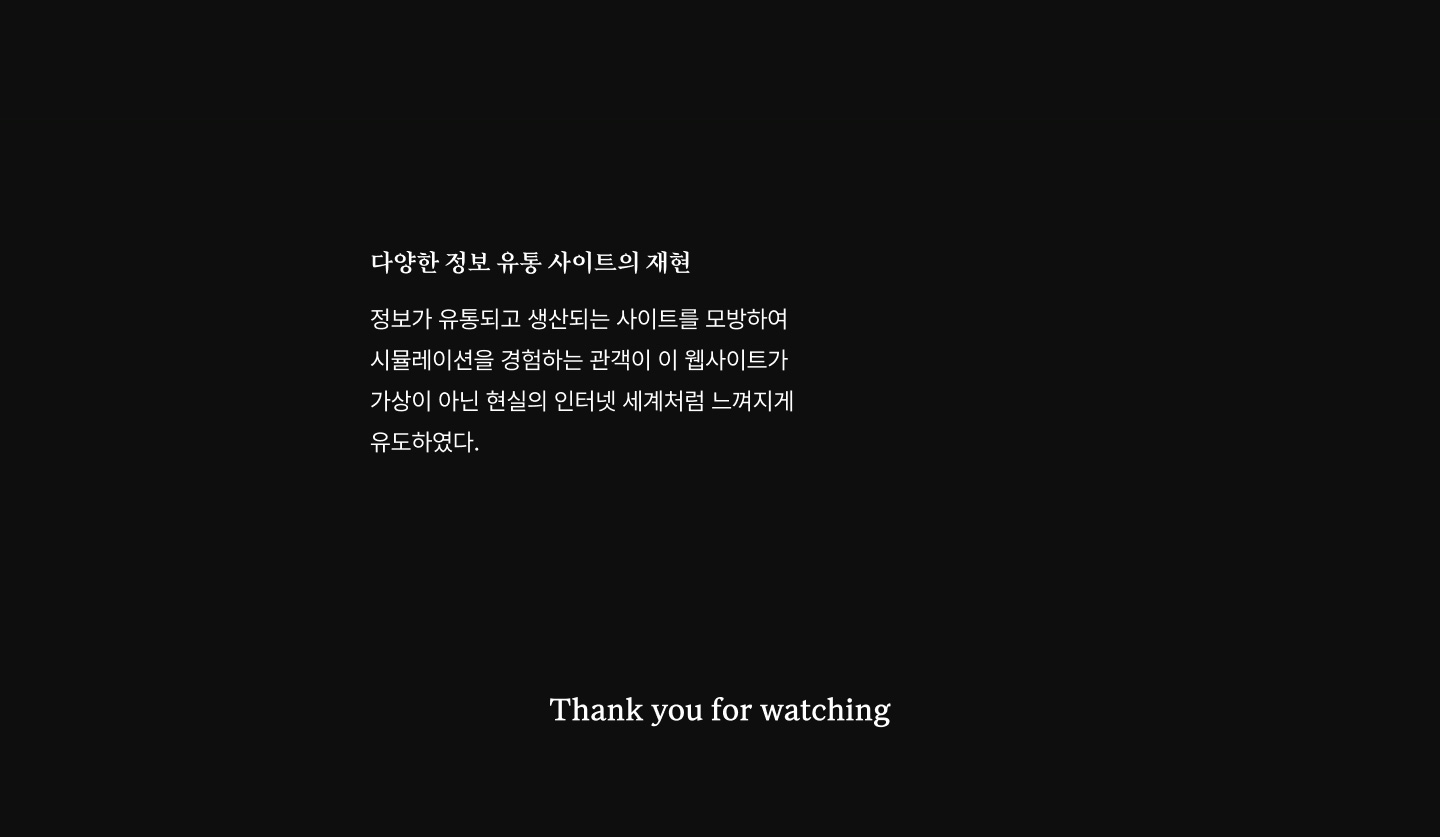 다양한 정보 유통 사이트의 재현
정보가 유통되고 생산되는 사이트를 모방하여
시뮬레이션을 경험하는 관객이 이 웹사이트가
가상이 아닌 현실의 인터넷 세계처럼 느껴지게
유도하였다.
Thank you for watching